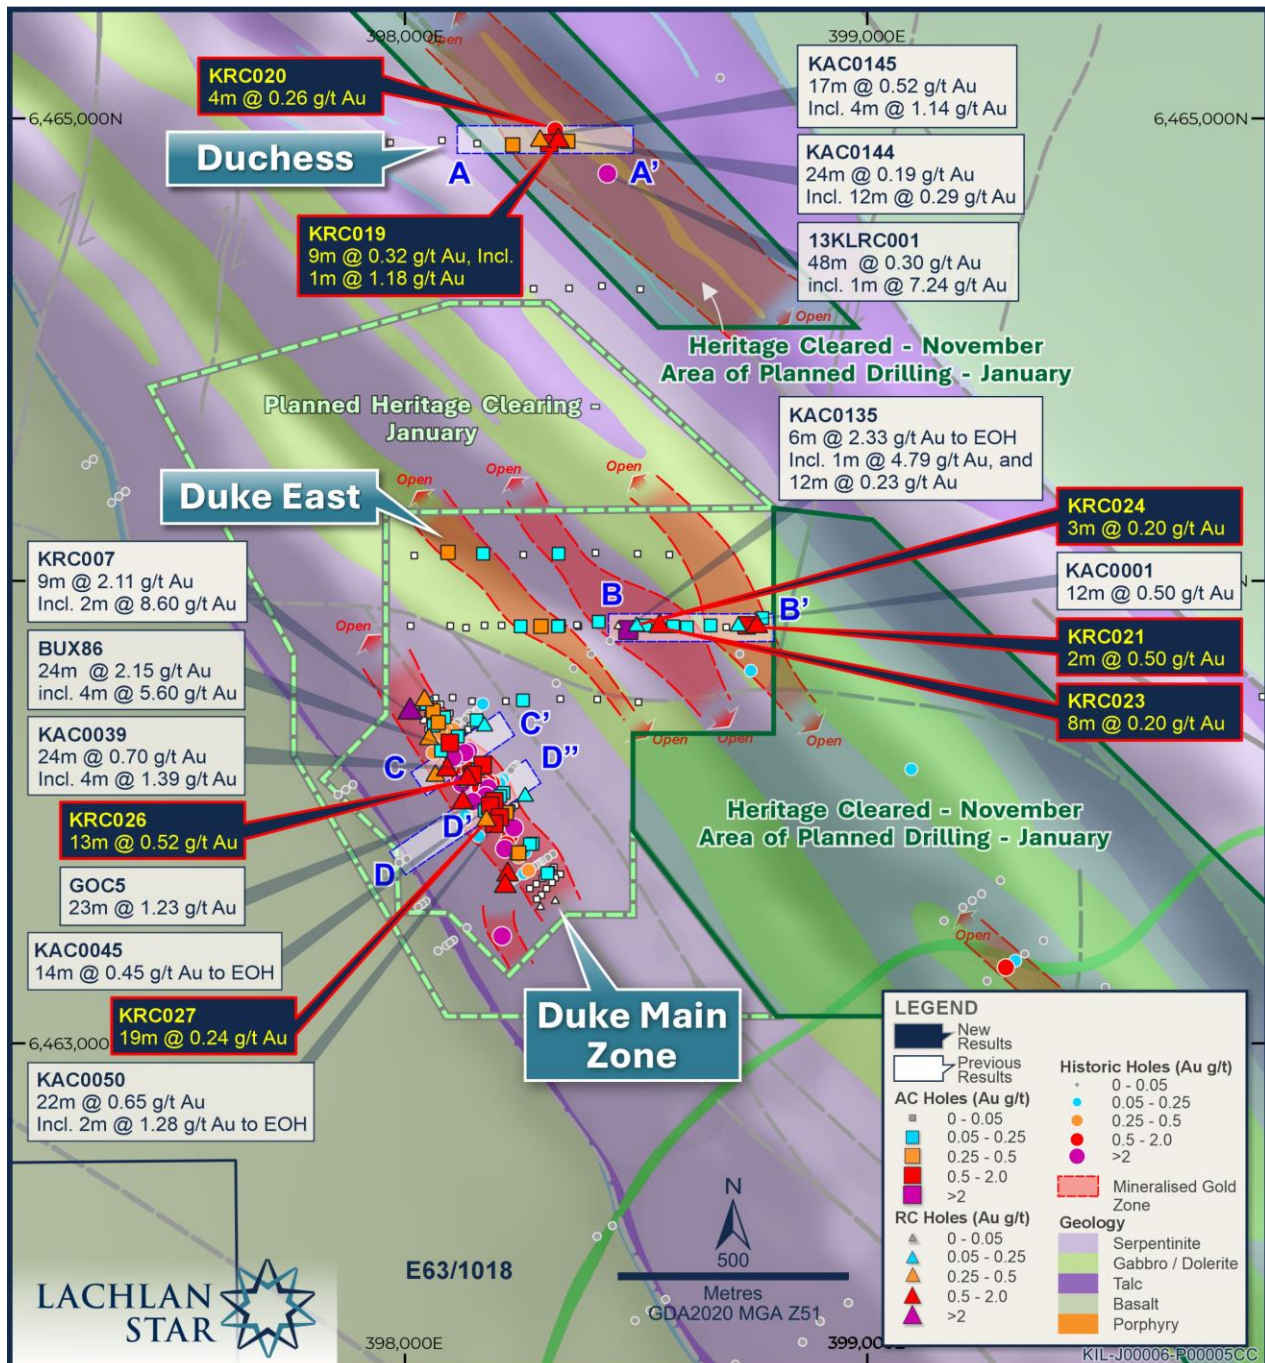 398,000E
399,000E
Open
KRC020
4m @ 0.26 g/t Au
KAC0145
17m @ 0.52 g/t Au
Incl. 4m @ 1.14 g/t Au
6,465,000N
6,465,000N
Duchess
A
A'
KAC0144
24m @ 0.19 g/t Au
Incl. 12m @ 0.29 g/t Au
KRC019
9m @ 0.32 g/t Au, Incl.
1m @ 1.18 g/t Au
13KLRC001
48m @ 0.30 g/t Au
incl. 1m @ 7.24 g/t Au
Open
Heritage Cleared - November
Area of Planned Drilling - January
Planned Heritage Clearing -
January
KAC0135
6m @ 2.33 g/t Au to EOH
Incl. 1m @ 4.79 g/t Au, and
12m @ 0.23 g/t Au
Open
Open
Open
Duke East
KRC024
3m @ 0.20 g/t Au
KRC007
9m @ 2.11 g/t Au
Incl. 2m @ 8.60 g/t Au
KAC0001
12m @ 0.50 g/t Au
N
B
B'
Open
KRC021
2m @ 0.50 g/t Au
BUX86
24m @ 2.15 g/t Au
incl. 4m @ 5.60 g/t Au
KRC023
8m @ 0.20 g/t Au
C'
Open
Open
Open
KAC0039
24m @ 0.70 g/t Au
Incl. 4m @ 1.39 g/t Au
C
D"
KRC026
13m @ 0.52 g/t Au
D'
Heritage Cleared - November
Area of Planned Drilling - January
GOC5
23m @ 1.23 g/t Au
D
KAC0045
14m @ 0.45 g/t Au to EOH
Open
KRC027
19m @ 0.24 g/t Au
Duke Main
Zone
6,463,000N
KAC0050
22m @ 0.65 g/t Au
Incl. 2m @ 1.28 g/t Au to EOH
LEGEND
New
Results
Previous
Results
AC Holes (Au g/t)
0 - 0.05
0.05 - 0.25
0.25 - 0.5
0.5 - 2.0
>2
RC Holes (Au g/t)
0 - 0.05
0.05 - 0.25
0.25 - 0.5
0.5 - 2.0
>2
Historic Holes (Au g/t)
0 - 0.05
0.05 - 0.25
0.25 - 0.5
0.5 - 2.0
>2
Mineralised Gold
Zone
Geology
Serpentinite
Gabbro / Dolerite
Talc
Basalt
Porphyry
N
500
Metres
GDA2020 MGA Z51
E63/1018
LACHLAN
STAR
398,000E
399,000E
KIL-J00006-P00005CC